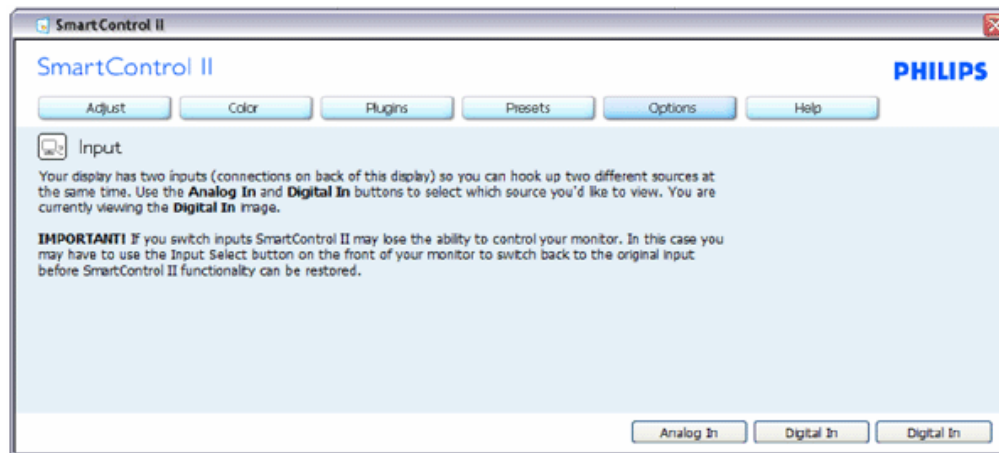 SmartControl II
SmartControl II
PHILIPS
Adjust Color Plugins Presets Options Help
Input
Your display has two inputs (connections on back of this display) so you can hook up two different sources at
the same time. Use the Analog In and Digital In buttons to select which source you'd like to view. You are
currently viewing the Digital In image.
IMPORTANT! If you switch inputs SmartControl II may lose the ability to control your monitor. In this case you
may have to use the Input Select button on the front of your monitor to switch back to the original input
before SmartControl II functionality can be restored.
Analog In Digital In Digital In